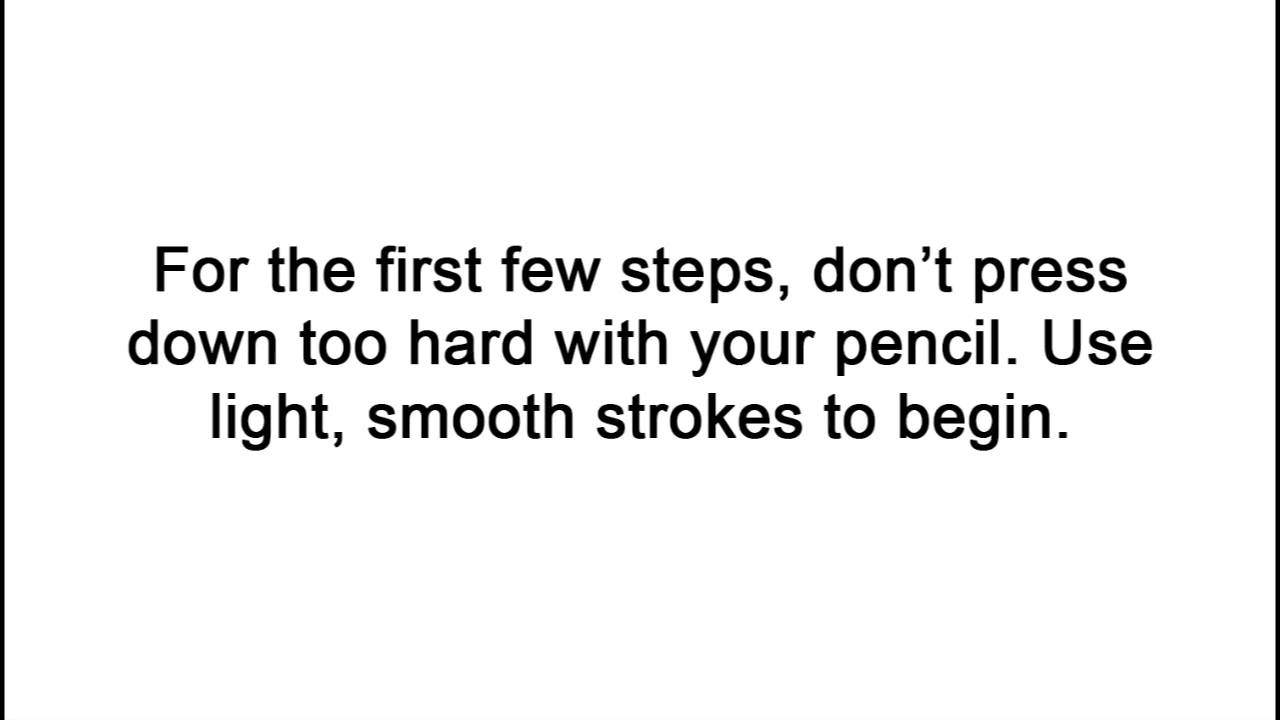 For the first few steps, don’t press
down too hard with your pencil. Use
light, smooth strokes to begin.